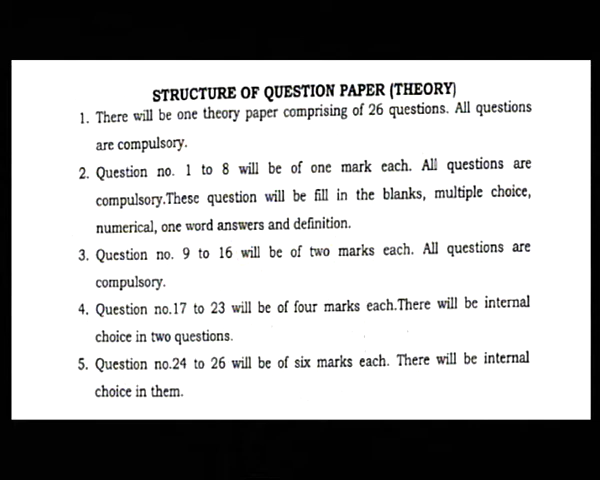 STRUCTURE OF QUESTION PAPER (THEORY)
1. There will be one theory paper comprising of 26 questions. All questions
are compulsory.
2. Question no. 1 to 8 will be of one mark each. All questions are
compulsory.These question will be fill in the blanks, multiple choice,
numerical, one word answers and definition.
3. Question no. 9 to 16 will be of two marks each. All questions are
compulsory.
4. Question no.17 to 23 will be of four marks each.There will be internal
choice in two questions.
5. Question no.24 to 26 will be of six marks each. There will be internal
choice in them.